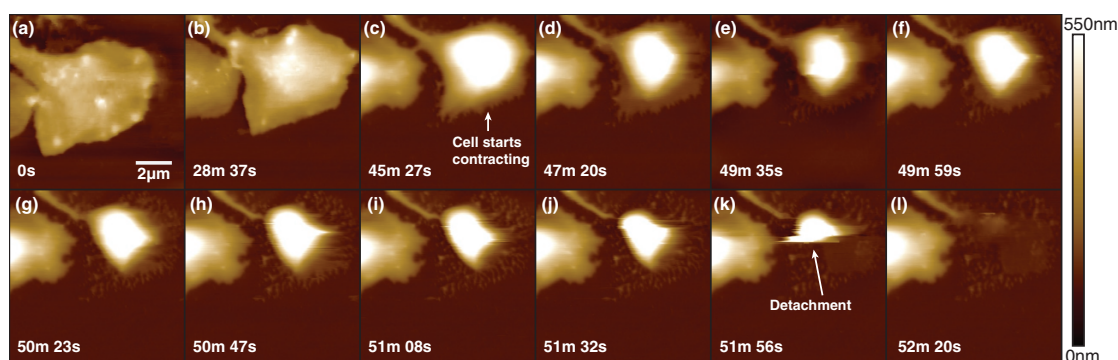 (a)
(b)
(c)
(d)
(e)
(f)
550nm
Cell starts
contracting
2µm
0s
28m 37s
45m 27s
47m 20s
49m 35s
49m 59s
(g)
(h)
(i)
(j)
(k)
(l)
Detachment
50m 23s
50m 47s
51m 08s
51m 32s
51m 56s
52m 20s
0nm